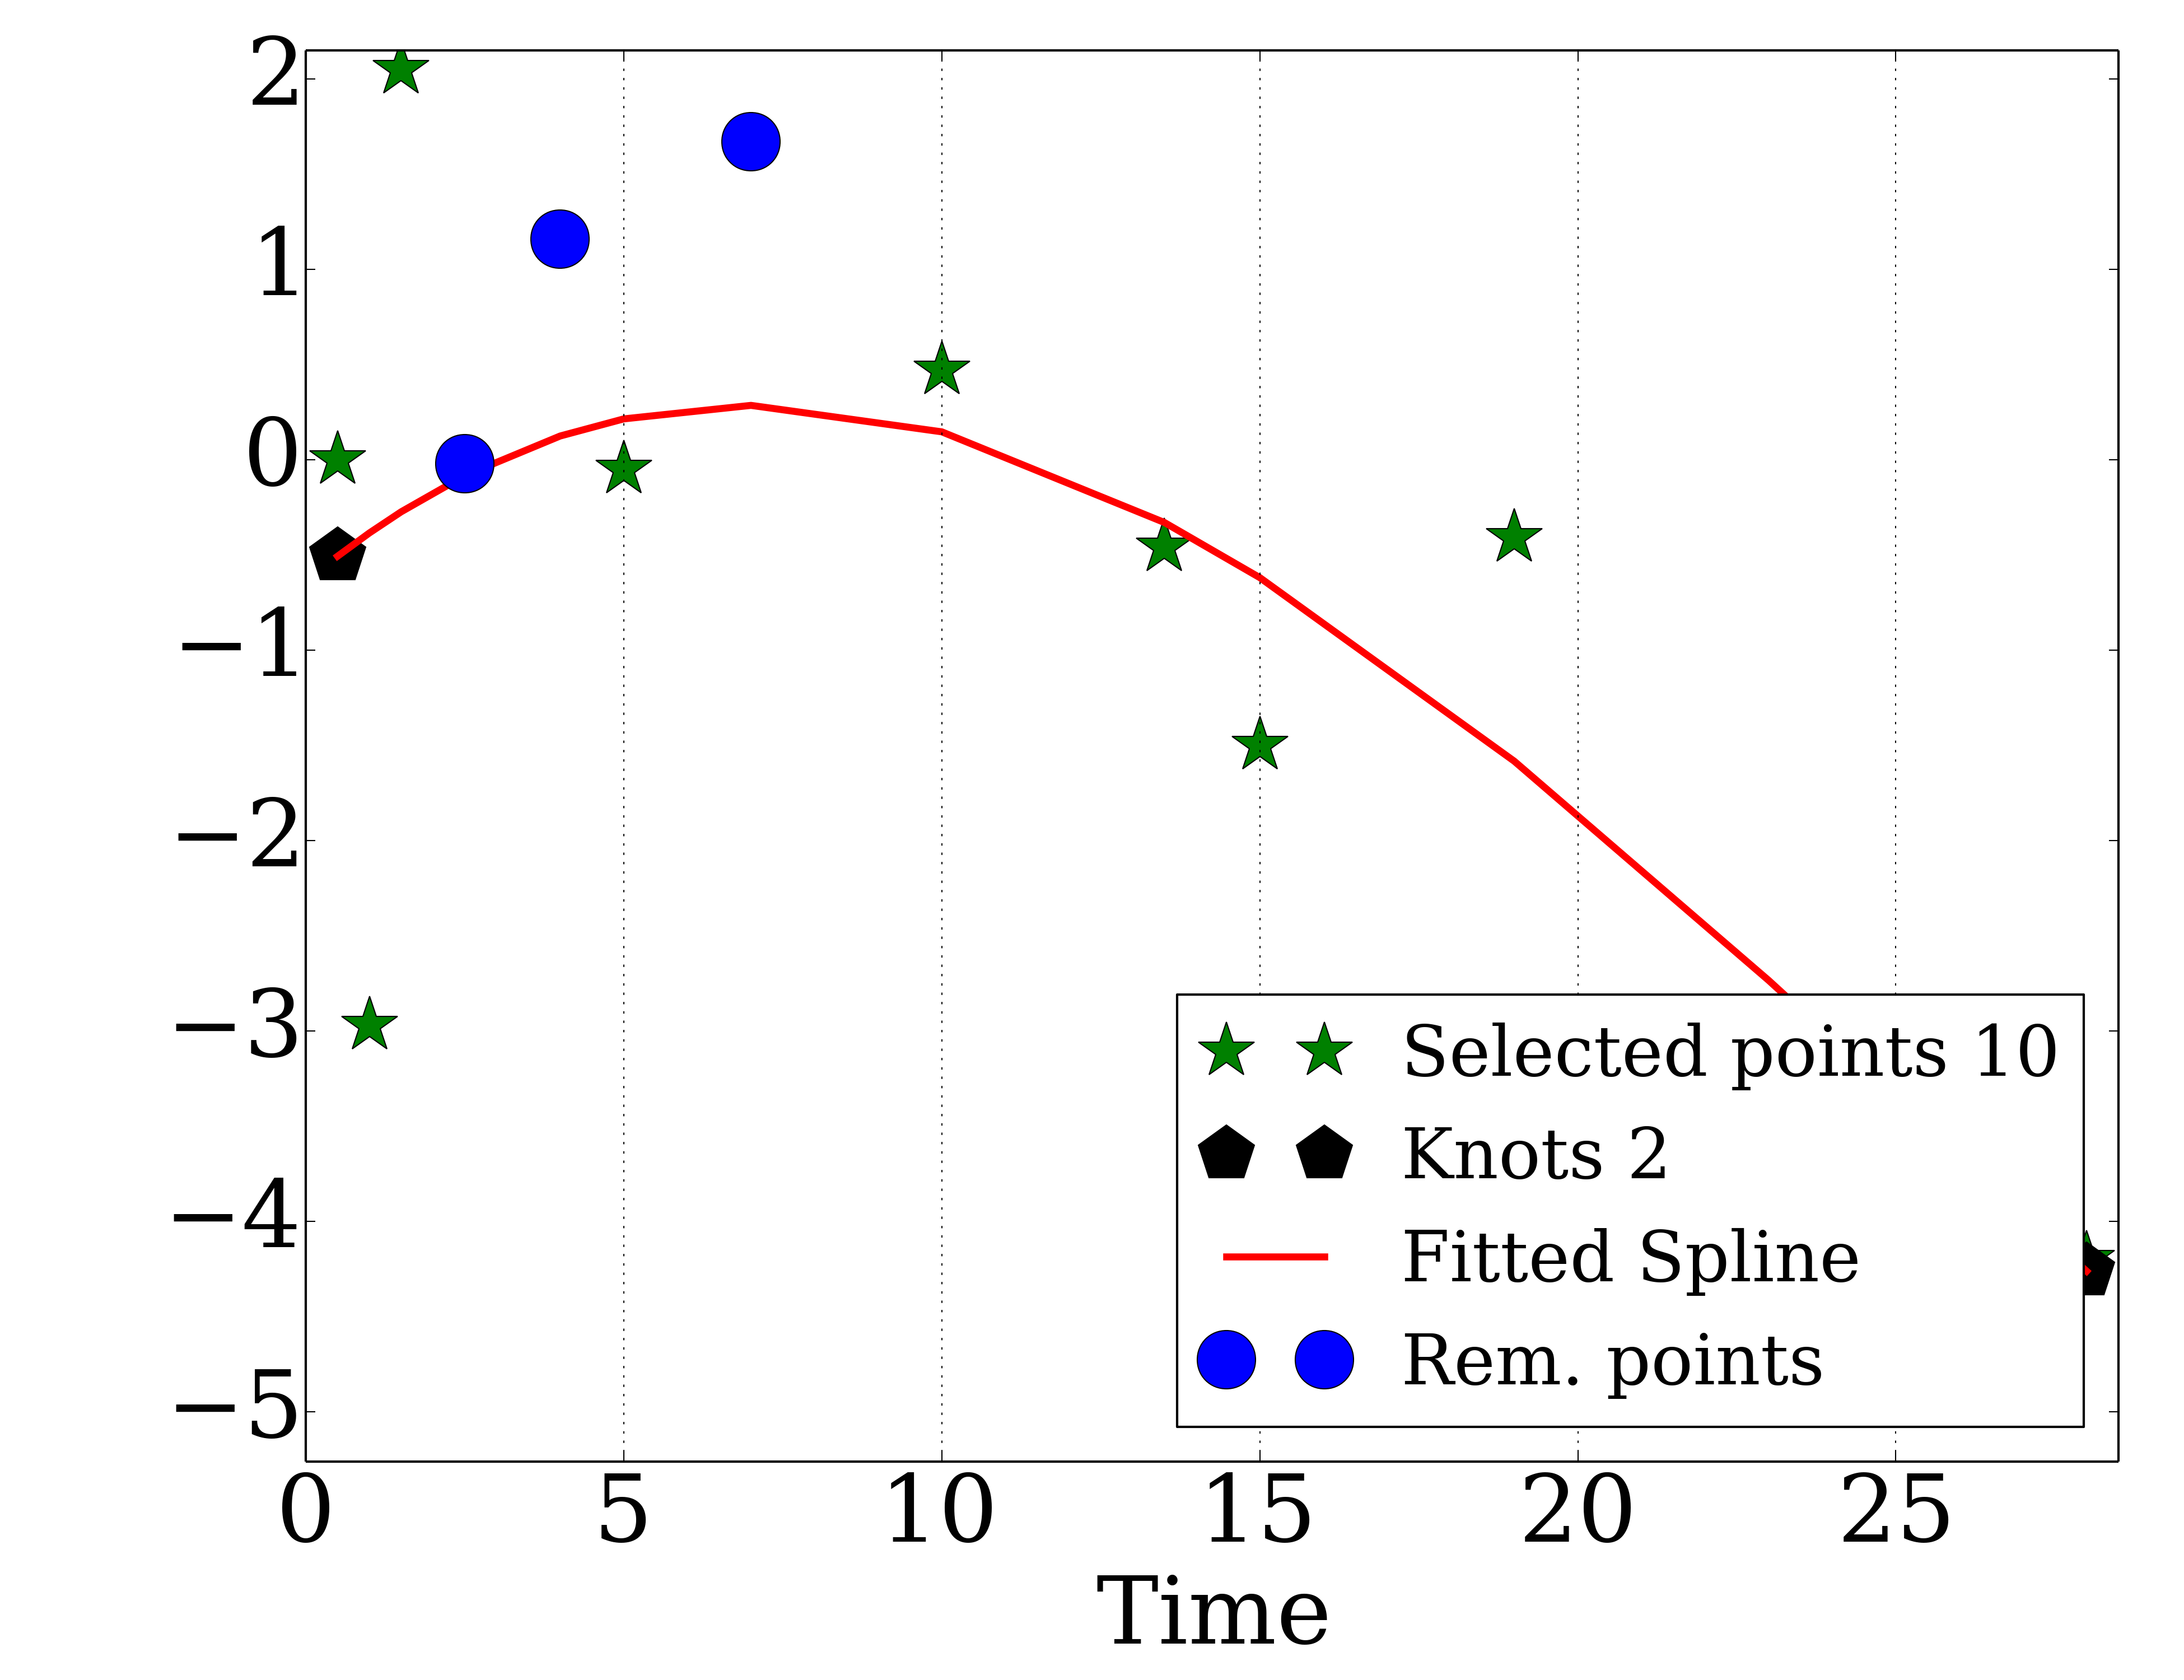 2
1
0
−1
−2
−3
−4
−5
Selected points 10
Knots 2
Fitted Spline
Rem. points
0 5 10 15 20 25
Time